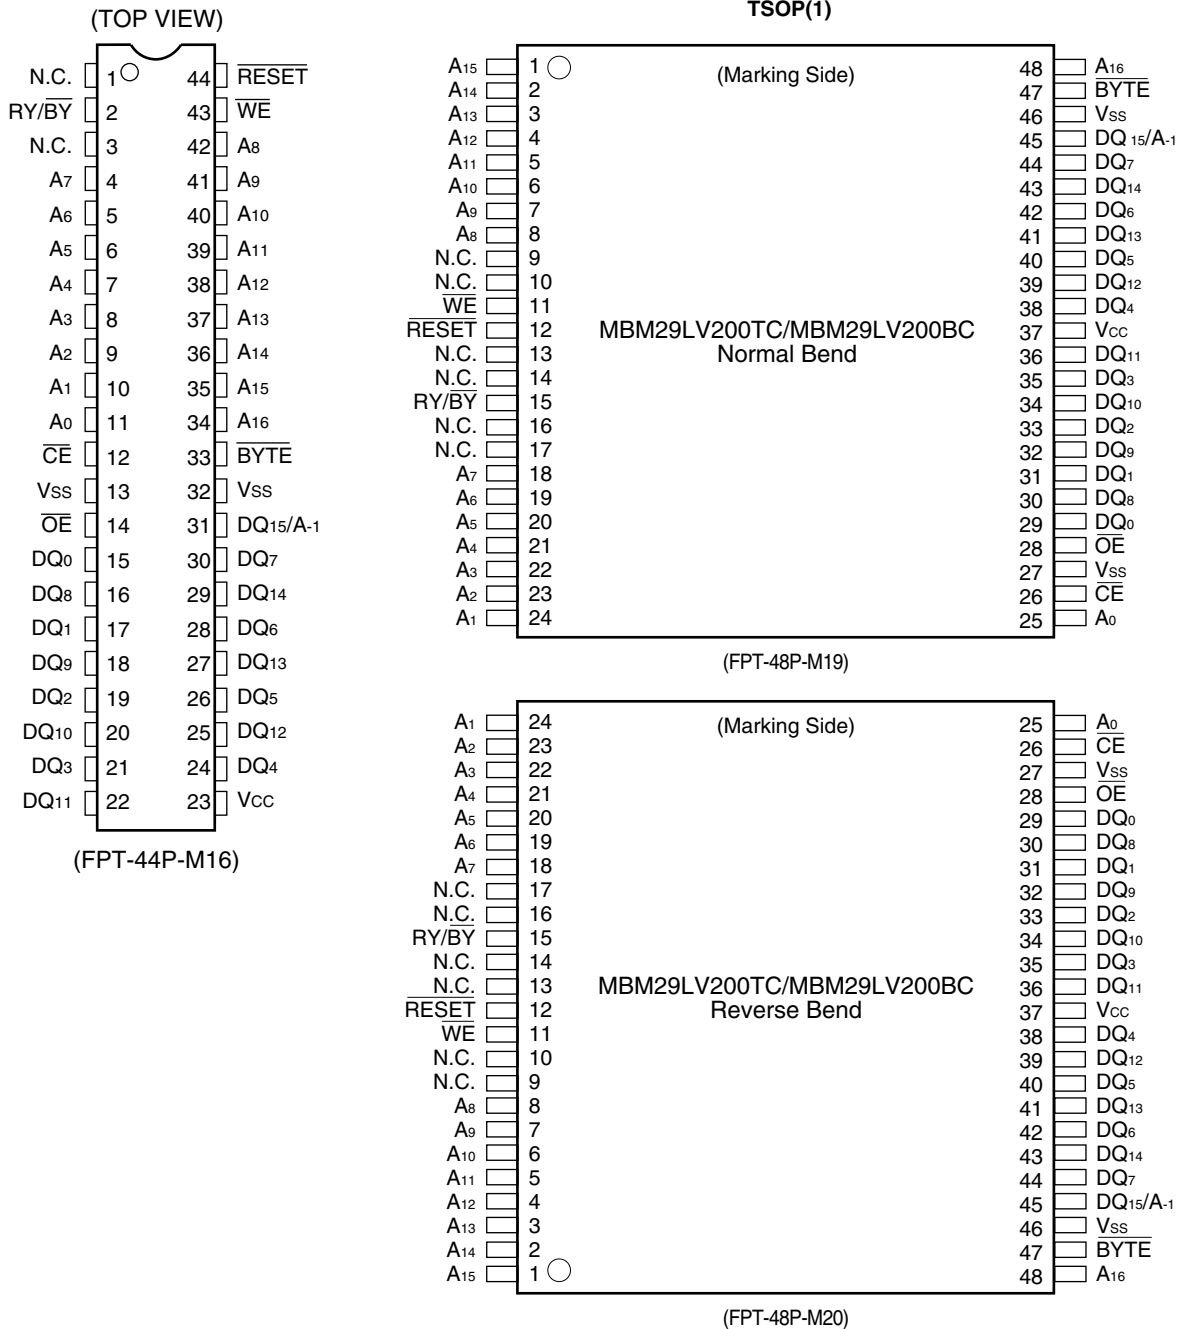 (TOP VIEW)
N.C. 1 44 RESET
RY/BY 2 43 WE
N.C. 3 42 A8
A7 4 41 A9
A6 5 40 A10
A5 6 39 A11
A4 7 38 A12
A3 8 37 A13
A2 9 36 A14
A1 10 35 A15
A0 11 34 A16
CE 12 33 BYTE
VSS 13 32 VSS
OE 14 31 DQ15/A-1
DQ0 15 30 DQ7
DQ8 16 29 DQ14
DQ1 17 28 DQ6
DQ9 18 27 DQ13
DQ2 19 26 DQ5
DQ10 20 25 DQ12
DQ3 21 24 DQ4
DQ11 22 23 VCC
(FPT-44P-M16)
TSOP(1)
(Marking Side)
A15 1 48 A16
A14 2 47 BYTE
A13 3 46 VSS
A12 4 45 DQ 15/A-1
A11 5 44 DQ7
A10 6 43 DQ14
A9 7 42 DQ6
A8 8 41 DQ13
N.C. 9 40 DQ5
N.C. 10 39 DQ12
WE 11 38 DQ4
RESET 12 MBM29LV200TC/MBM29LV200BC 37 VCC
N.C. 13 Normal Bend 36 DQ11
N.C. 14 35 DQ3
RY/BY 15 34 DQ10
N.C. 16 33 DQ2
N.C. 17 32 DQ9
A7 18 31 DQ1
A6 19 30 DQ8
A5 20 29 DQ0
A4 21 28 OE
A3 22 27 VSS
A2 23 26 CE
A1 24 25 A0
(FPT-48P-M19)
A1 24 (Marking Side) 25 A0
A2 23 26 CE
A3 22 27 VSS
A4 21 28 OE
A5 20 29 DQ0
A6 19 30 DQ8
A7 18 31 DQ1
N.C. 17 32 DQ9
N.C. 16 33 DQ2
RY/BY 15 34 DQ10
N.C. 14 35 DQ3
N.C. 13 MBM29LV200TC/MBM29LV200BC 36 DQ11
RESET 12 Reverse Bend 37 VCC
WE 11 38 DQ4
N.C. 10 39 DQ12
N.C. 9 40 DQ5
A8 8 41 DQ13
A9 7 42 DQ6
A10 6 43 DQ14
A11 5 44 DQ7
A12 4 45 DQ15/A-1
A13 3 46 VSS
A14 2 47 BYTE
A15 1 48 A16
(FPT-48P-M20)